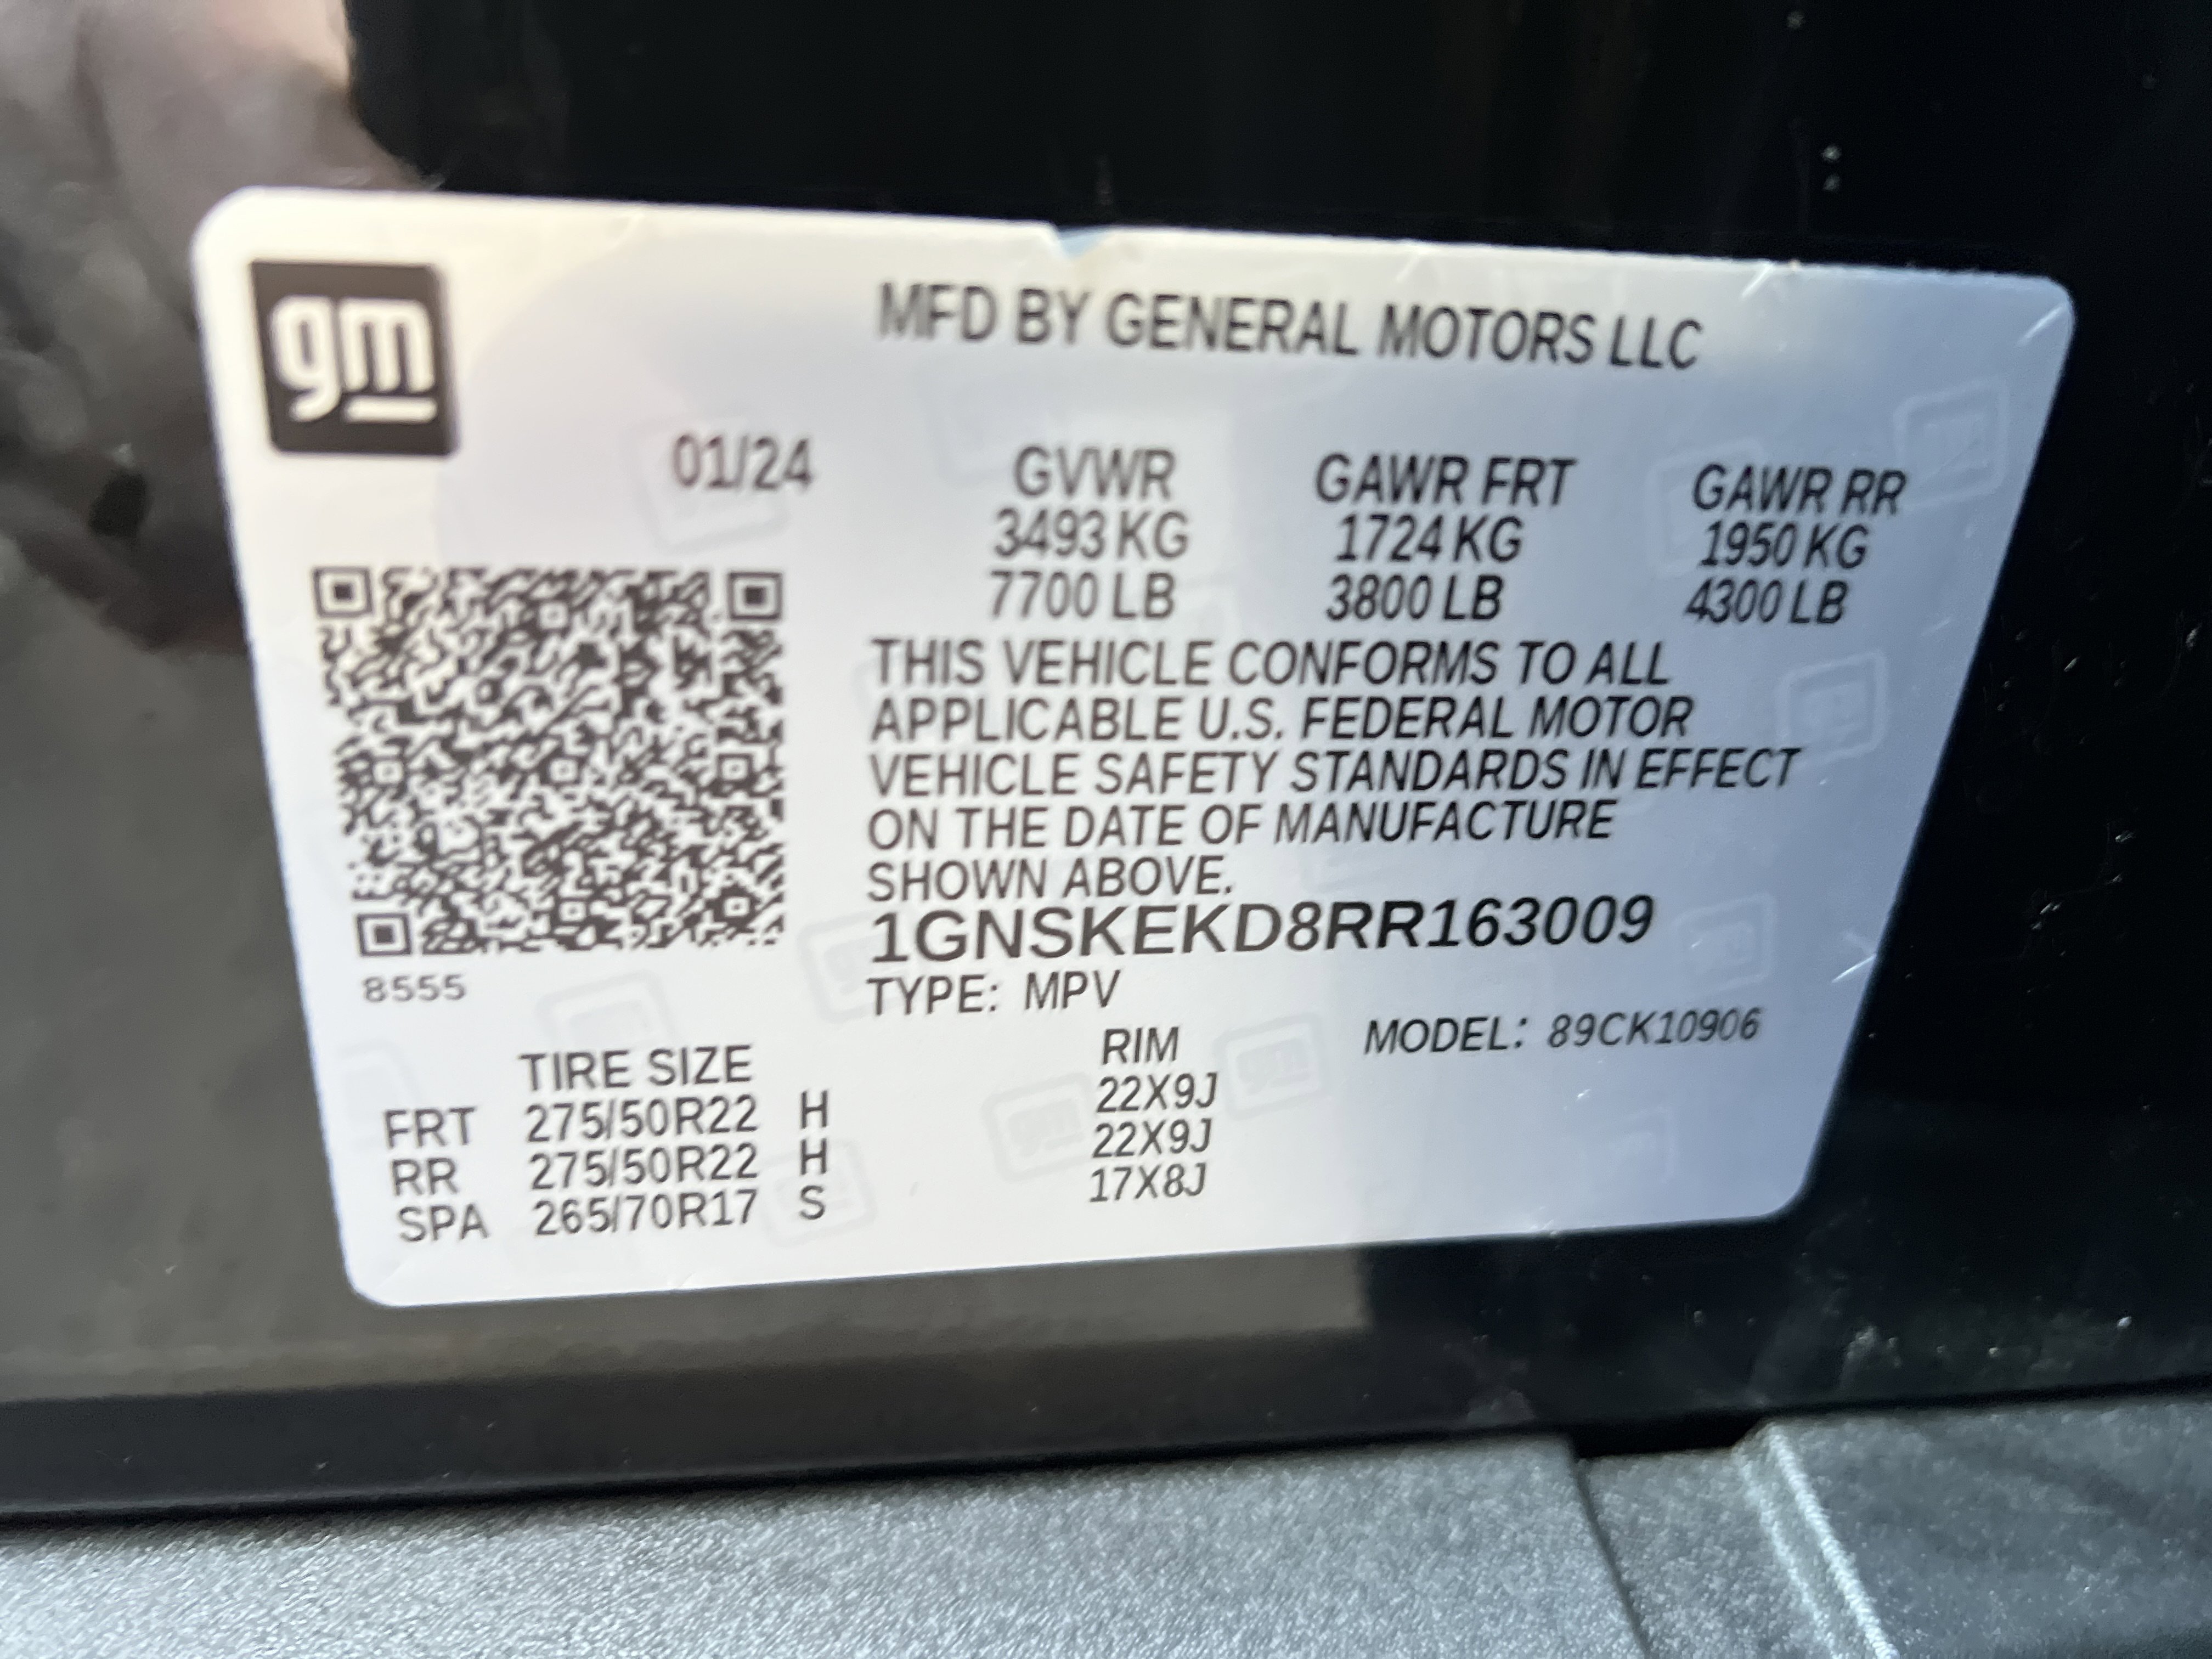 gm
MFD BY GENERAL MOTORS LLC
01/24 GVWR GAWR FRT GAWR RR
3493 KG 1724 KG 1950 KG
7700 LB 3800 LB 4300 LB
THIS VEHICLE CONFORMS TO ALL
APPLICABLE U.S. FEDERAL MOTOR
VEHICLE SAFETY STANDARDS IN EFFECT
ON THE DATE OF MANUFACTURE
SHOWN ABOVE.
1GNSKEKD8RR163009
8555
TYPE: MPV
MODEL: 89CK10906
TIRE SIZE RIM
FRT 275/50R22 H 22X9J
RR 275/50R22 H 22X9J
SPA 265/70R17 S 17X8J